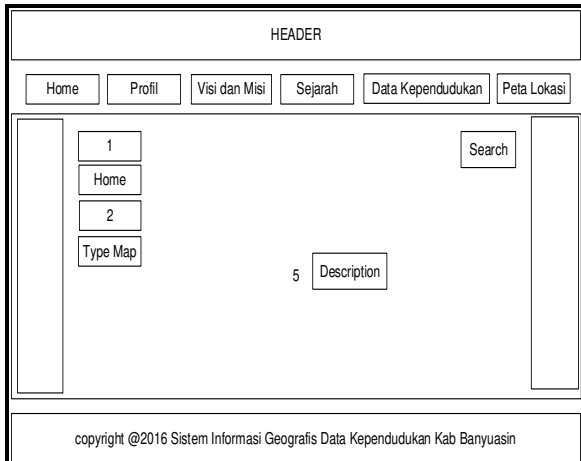 HEADER
Home Profil Visi dan Misi Sejarah Data Kependudukan Peta Lokasi
1
Search
Home
2
Type Map
5 Description
copyright @2016 Sistem Informasi Geografis Data Kependudukan Kab Banyuasin